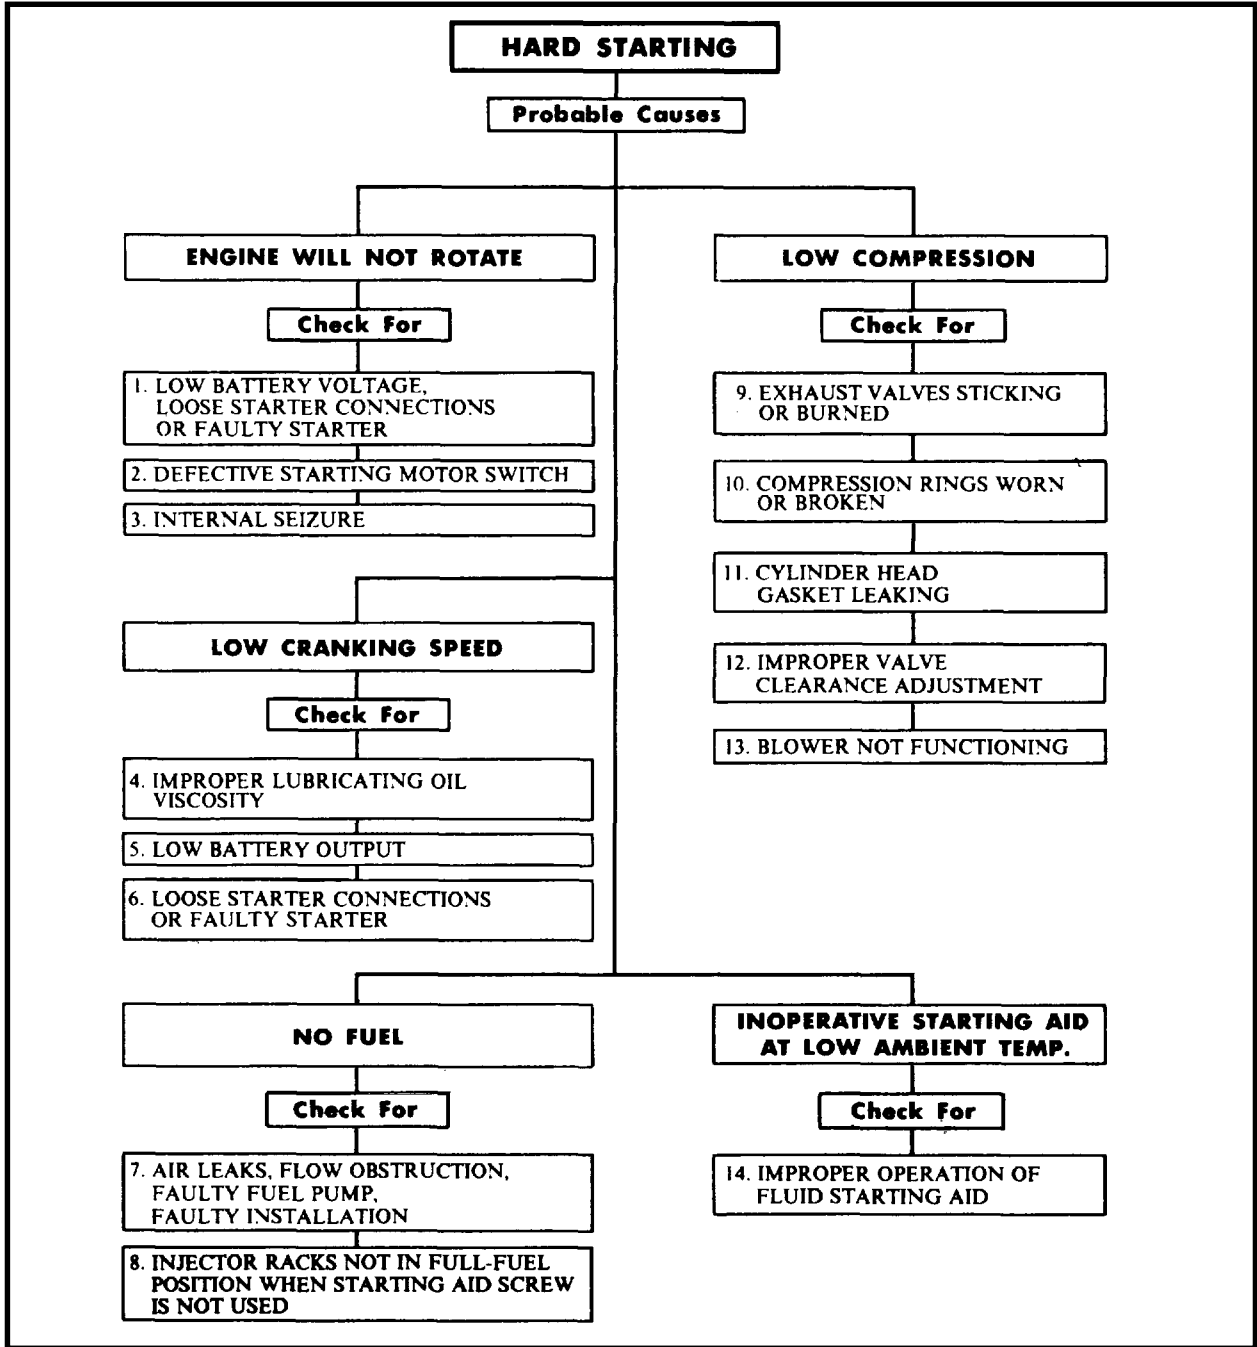 HARD STARTING
Probable Causes
ENGINE WILL NOT ROTATE
Check For
1. LOW BATTERY VOLTAGE,
LOOSE STARTER CONNECTIONS
OR FAULTY STARTER
2. DEFECTIVE STARTING MOTOR SWITCH
3. INTERNAL SEIZURE
LOW CRANKING SPEED
Check For
4. IMPROPER LUBRICATING OIL
VISCOSITY
5. LOW BATTERY OUTPUT
6. LOOSE STARTER CONNECTIONS
OR FAULTY STARTER
NO FUEL
Check For
7. AIR LEAKS, FLOW OBSTRUCTION,
FAULTY FUEL PUMP,
FAULTY INSTALLATION
8. INJECTOR RACKS NOT IN FULL-FUEL
POSITION WHEN STARTING AID SCREW
IS NOT USED
LOW COMPRESSION
Check For
9. EXHAUST VALVES STICKING
OR BURNED
10. COMPRESSION RINGS WORN
OR BROKEN
11. CYLINDER HEAD
GASKET LEAKING
12. IMPROPER VALVE
CLEARANCE ADJUSTMENT
13. BLOWER NOT FUNCTIONING
INOPERATIVE STARTING AID
AT LOW AMBIENT TEMP.
Check For
14. IMPROPER OPERATION OF
FLUID STARTING AID